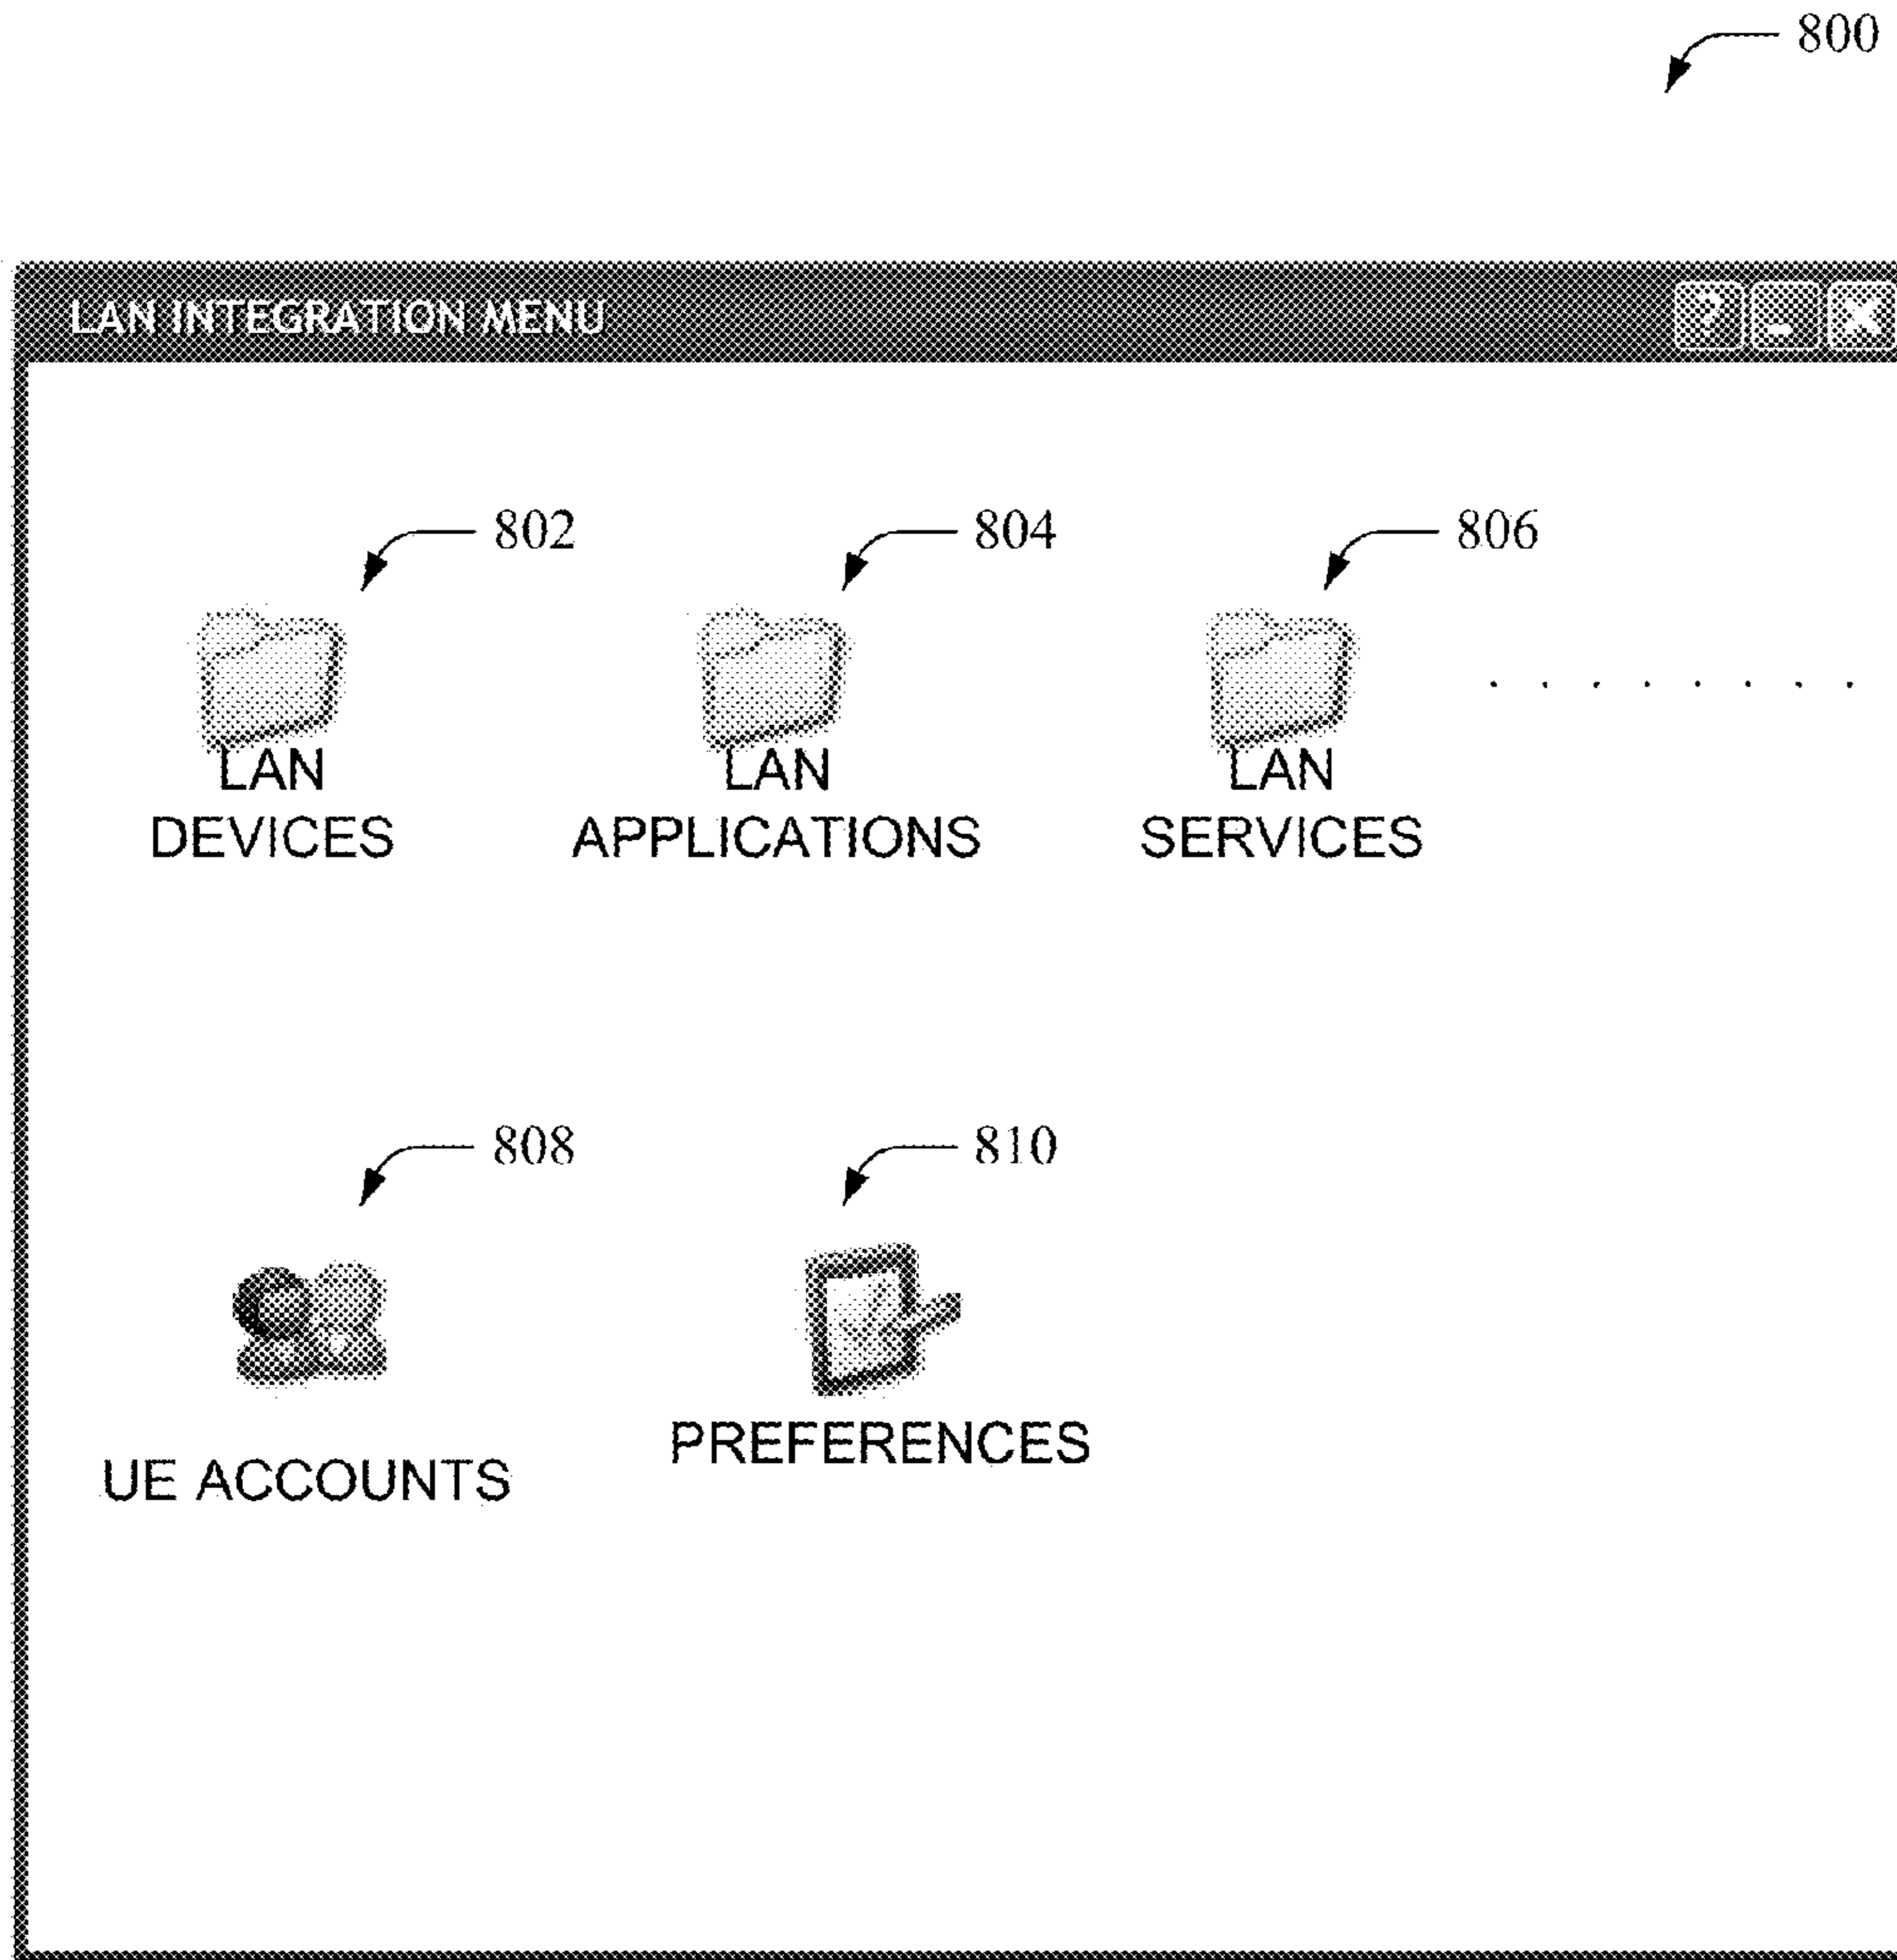 800
LAN INTEGRATION MENU ? _ X
802 804 806
LAN LAN LAN
DEVICES APPLICATIONS SERVICES
. . . . . . . .
808 810
PREFERENCES
UE ACCOUNTS